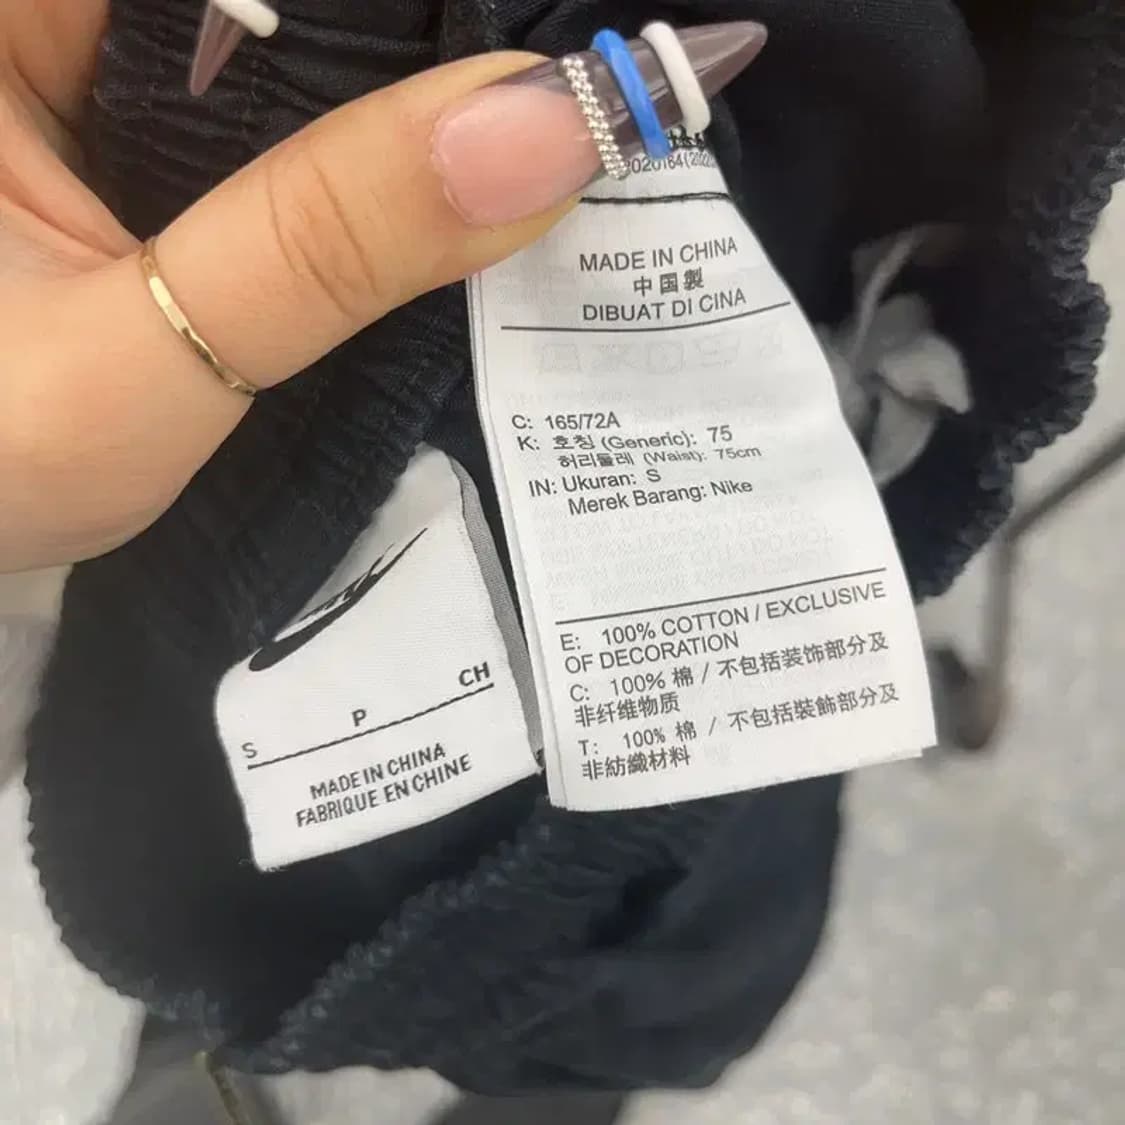 MADE IN CHINA
中国製
DIBUAT DI CINA
C: 165/72A
K: 호칭 (Generic): 75
허리둘레 (Waist): 75cm
IN: Ukuran: S
Merek Barang: Nike
E: 100% COTTON / EXCLUSIVE
OF DECORATION
C: 100% 棉 / 不包括装饰部分及
非纤维物质
T: 100% 棉 / 不包括裝飾部分及
非紡織材料
S P CH
MADE IN CHINA
FABRIQUE EN CHINE